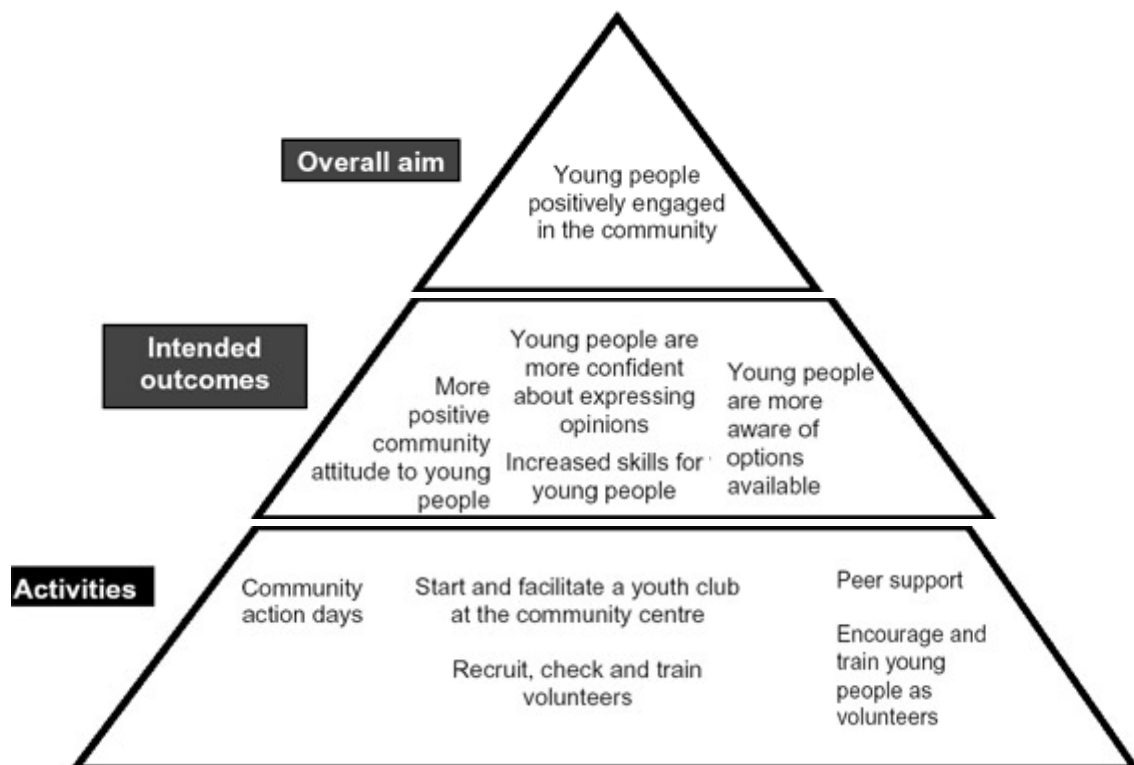 Overall aim
Young people
positively engaged
in the community
Intended
outcomes
More
positive
community
attitude to young
people
Young people are
more confident
about expressing
opinions
Increased skills for
young people
Young people
are more
aware of
options
available
Activities
Community
action days
Start and facilitate a youth club
at the community centre
Recruit, check and train
volunteers
Peer support
Encourage and
train young
people as
volunteers